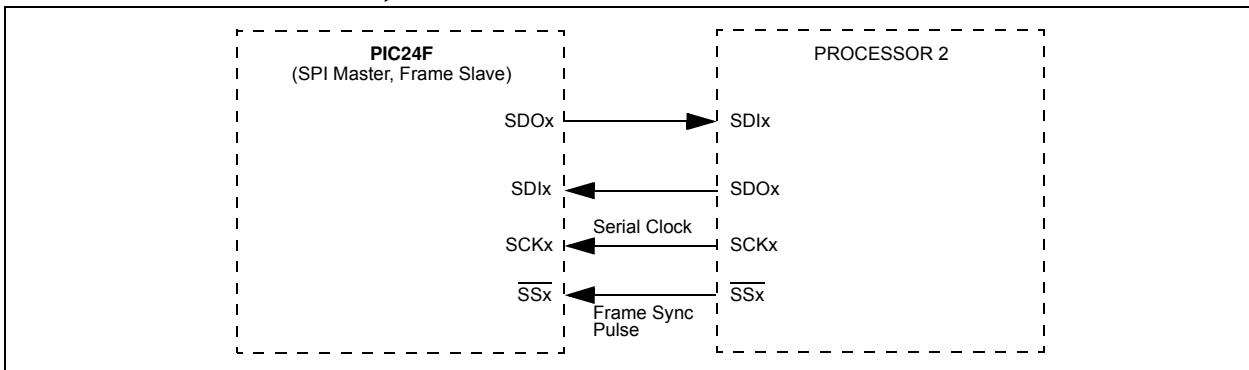 PIC24F
(SPI Master, Frame Slave)
PROCESSOR 2
SDOx
SDIx
SDIx
SDOx
Serial Clock
SCKx
SCKx
SSx
SSx
Frame Sync
Pulse